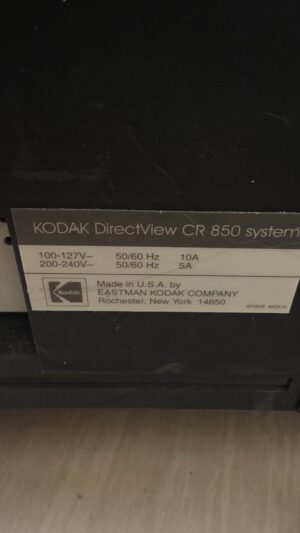 KODAK DirectView CR 850 system
100-127V~ 50/60 Hz 10A
200-240V~ 50/60 Hz 5A
Kodak
Made in U.S.A. by
EASTMAN KODAK COMPANY
Rochester, New York 14650